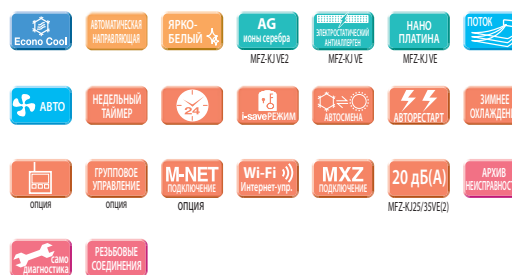 Econo Cool
АВТОМАТИЧЕСКАЯ
НАПРАВЛЯЮЩАЯ
ЯРКО-
БЕЛЫЙ
AG
ионы серебра
MFZ-KJ VE2
ЭЛЕКТРОСТАТИЧЕСКИЙ
АНТИАЛЛЕРГЕН
MFZ-KJ VE
НАНО
ПЛАТИНА
MFZ-KJ VE
ПОТОК
АВТО
НЕДЕЛЬНЫЙ
ТАЙМЕР
24
i-saveРЕЖИМ
АВТОСМЕНА
АВТОРЕСТАРТ
ЗИМНЕЕ
ОХЛАЖДЕН
опция
ГРУППОВОЕ
УПРАВЛЕНИЕ
опция
M-NET
ПОДКЛЮЧЕНИЕ
опция
Wi-Fi
Интернет-упр.
MXZ
ПОДКЛЮЧЕНИЕ
20 дБ(А)
MFZ-KJ25/35VE(2)
АРХИВ
НЕИСПРАВНОСТ
само
диагностика
РЕЗЬБОВЫЕ
СОЕДИНЕНИЯ